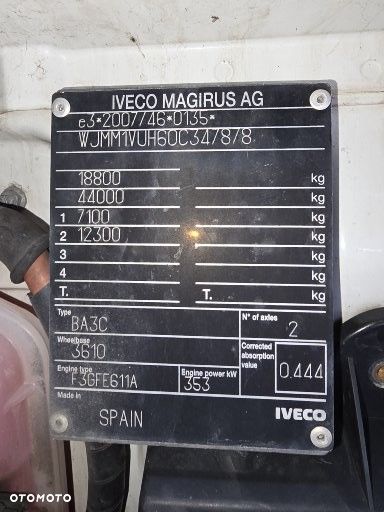 IVECO MAGIRUS AG
e3*2007/46*0135*
WJMM1VUH60C347878
18800 kg
44000 kg
1 7100 kg
2 12300 kg
3 kg
4 kg
T. T. kg
Type BA3C N° of axles 2
Wheelbase 3610 Corrected absorption value 0.444
Engine type F3GFE611A Engine power kW 353
Made in SPAIN IVECO
OTOMOTO